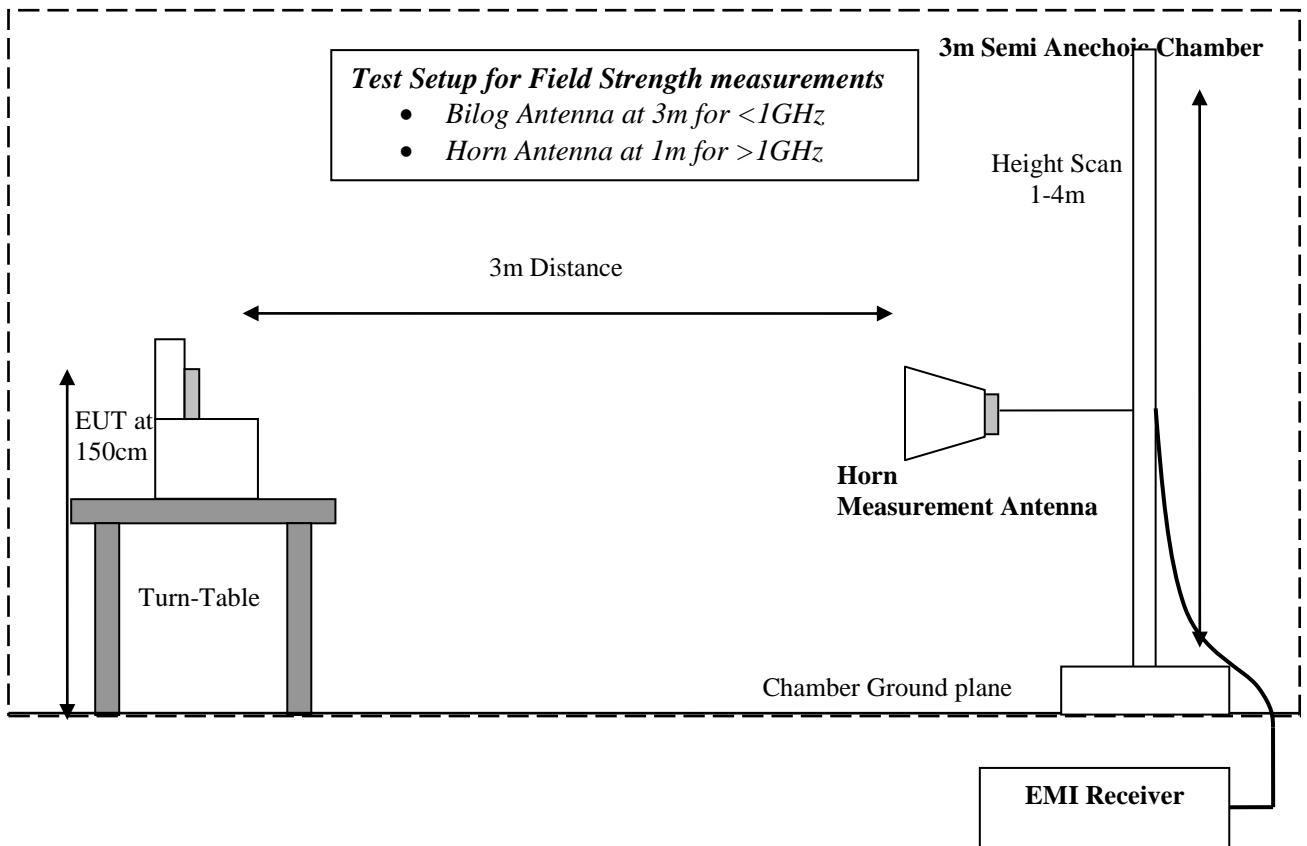 3m Semi Anechoic Chamber
Test Setup for Field Strength measurements
• Bilog Antenna at 3m for <1GHz
• Horn Antenna at 1m for >1GHz
Height Scan
1-4m
3m Distance
EUT at
150cm
Horn
Measurement Antenna
Turn-Table
Chamber Ground plane
EMI Receiver